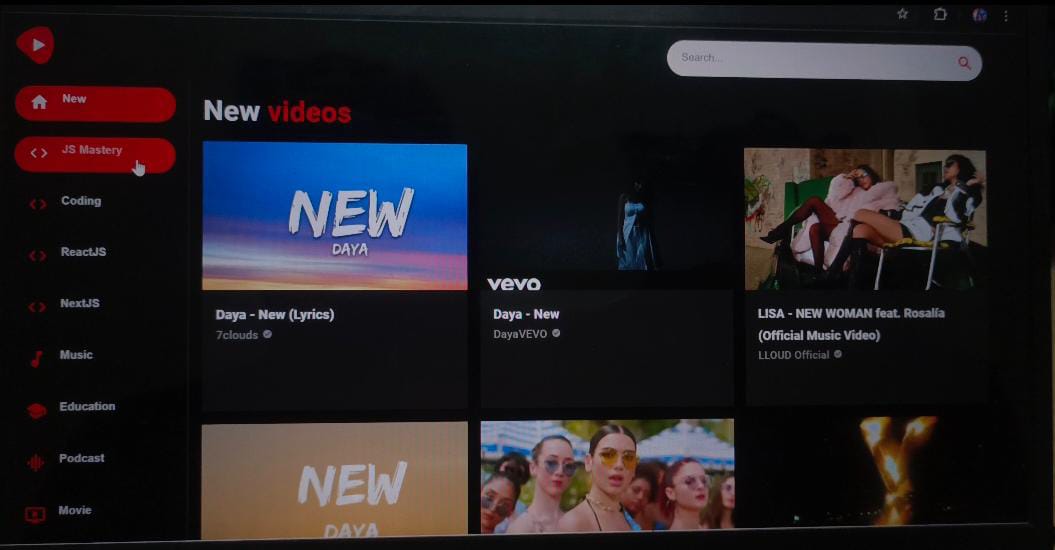 Search...
New
JS Mastery
Coding
ReactJS
NextJS
Music
Education
Podcast
Movie
New videos
NEW
DAYA
Daya - New (Lyrics)
7clouds
vevo
Daya - New
DayaVEVO
LISA - NEW WOMAN feat. Rosalía
(Official Music Video)
LLOUD Official
NEW
DAYA